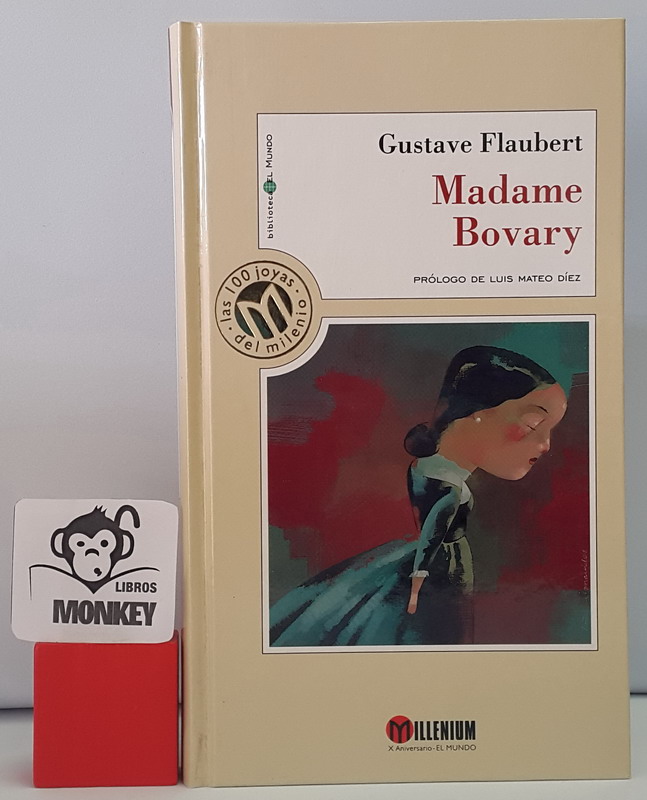 Gustave Flaubert
Madame
Bovary
PRÓLOGO DE LUIS MATEO DÍEZ
biblioteca EL MUNDO
· las 100 joyas ·
del milenio
M
LIBROS
MONKEY
MILLENIUM
X Aniversario - EL MUNDO